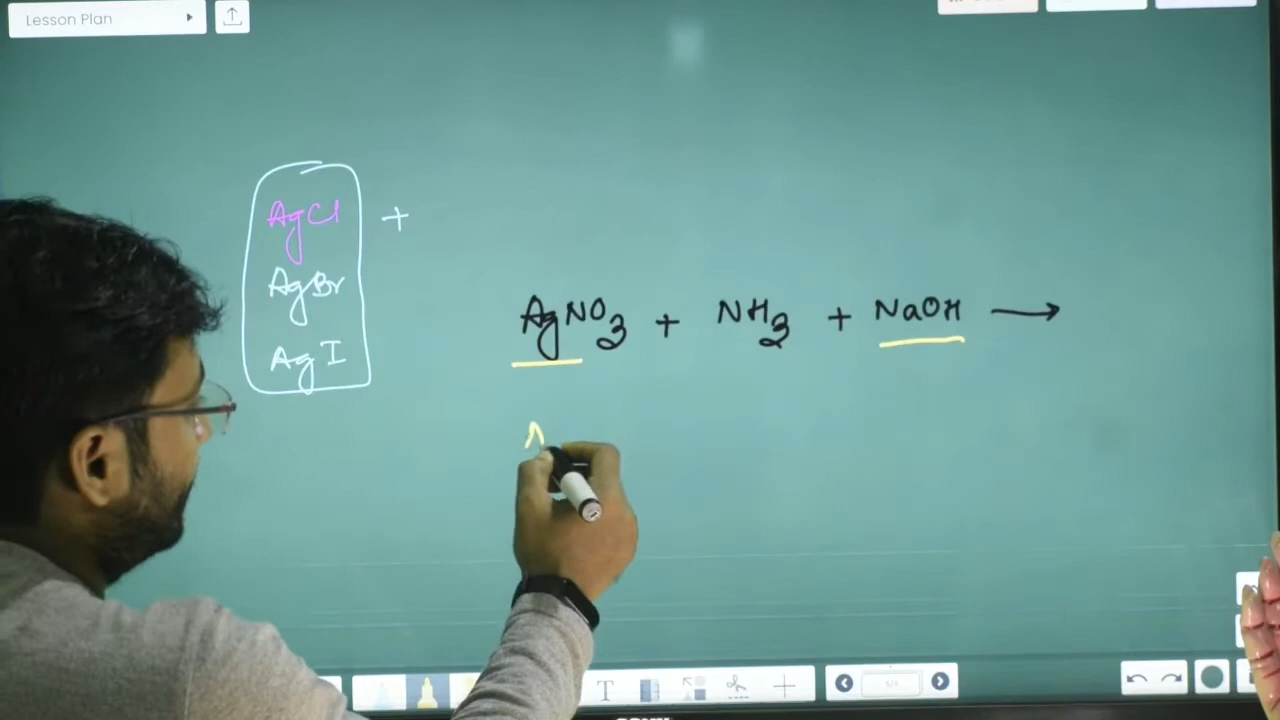 Lesson Plan
AgCl +
AgBr
AgI
AgNO3 + NH3 + NaOH ⟶
T